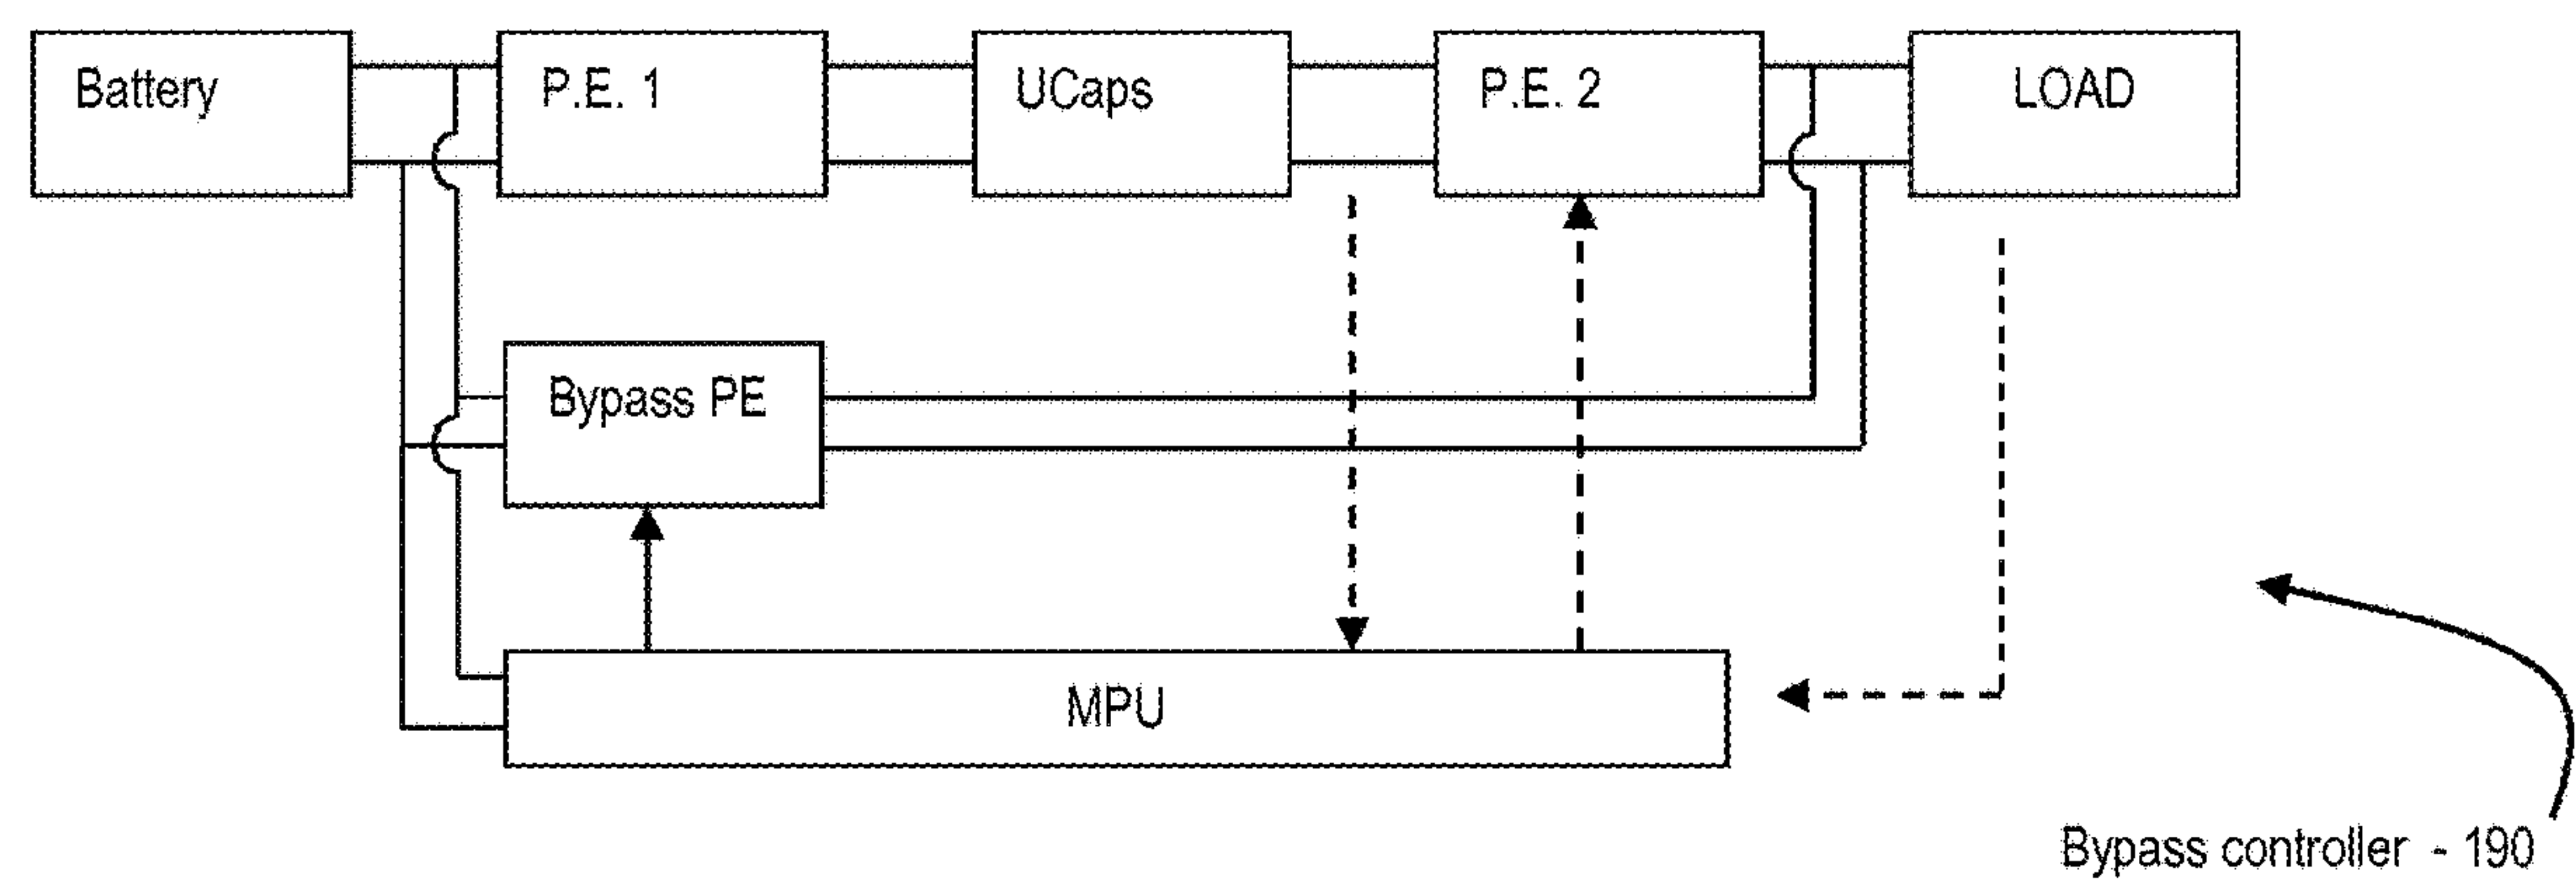 Battery
P.E. 1
UCaps
P.E. 2
LOAD
Bypass PE
MPU
Bypass controller - 190